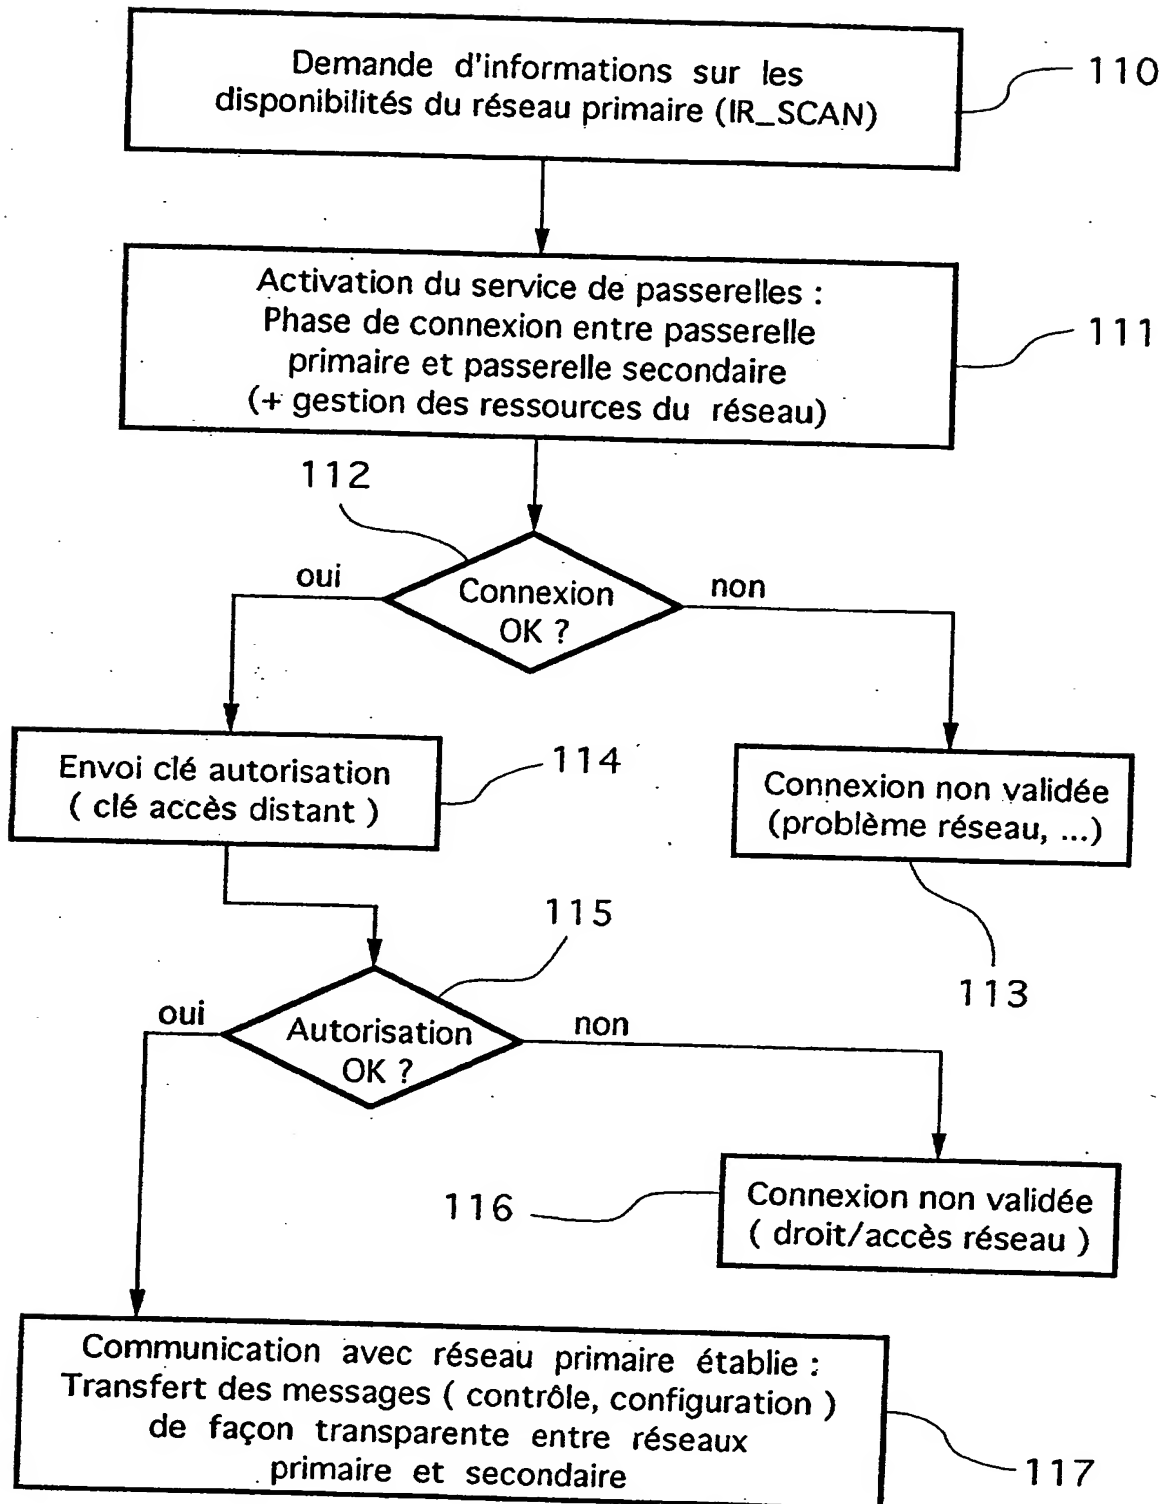 Demande d'informations sur les
disponibilités du réseau primaire (IR_SCAN)
110
Activation du service de passerelles :
Phase de connexion entre passerelle
primaire et passerelle secondaire
(+ gestion des ressources du réseau)
111
112
oui
Connexion
OK ?
non
Envoi clé autorisation
( clé accès distant )
114
Connexion non validée
(problème réseau, ...)
113
115
oui
Autorisation
OK ?
non
116
Connexion non validée
( droit/accès réseau )
Communication avec réseau primaire établie :
Transfert des messages ( contrôle, configuration )
de façon transparente entre réseaux
primaire et secondaire
117